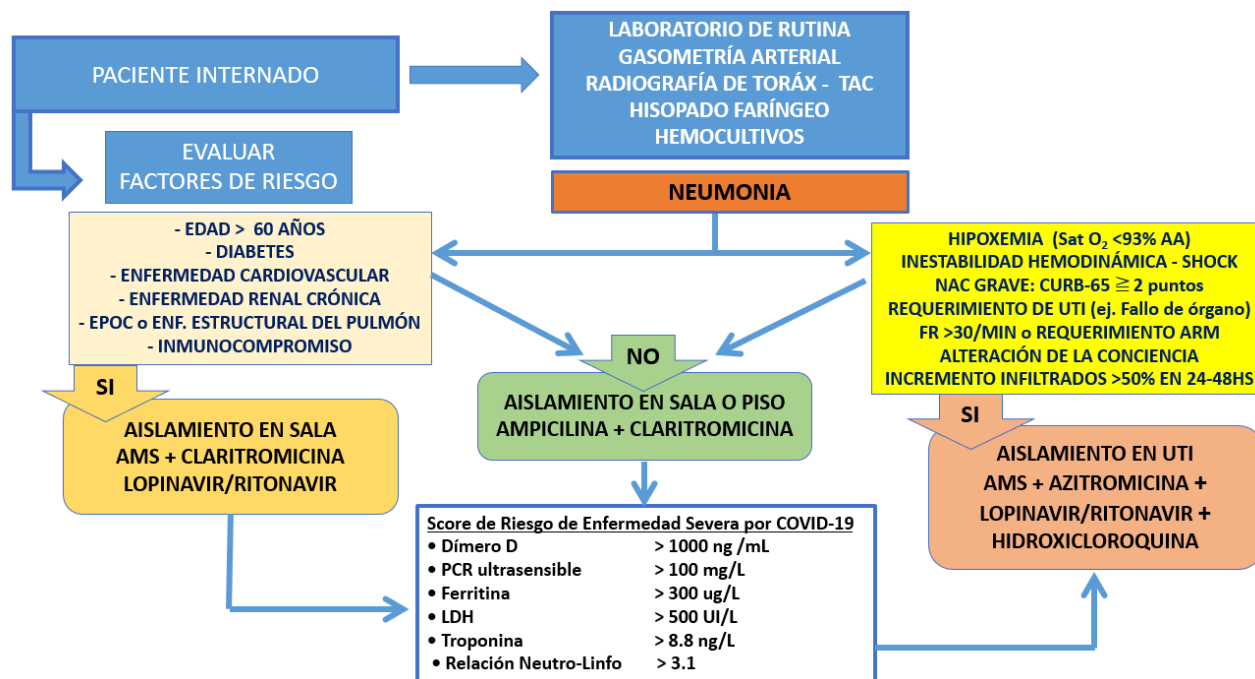 PACIENTE INTERNADO
LABORATORIO DE RUTINA
GASOMETRÍA ARTERIAL
RADIOGRAFÍA DE TORÁX - TAC
HISOPADO FARÍNGEO
HEMOCULTIVOS
EVALUAR
FACTORES DE RIESGO
NEUMONIA
- EDAD > 60 AÑOS
- DIABETES
- ENFERMEDAD CARDIOVASCULAR
- ENFERMEDAD RENAL CRÓNICA
- EPOC o ENF. ESTRUCTURAL DEL PULMÓN
- INMUNOCOMPROMISO
HIPOXEMIA (Sat O₂ <93% AA)
INESTABILIDAD HEMODINÁMICA - SHOCK
NAC GRAVE: CURB-65 ≧ 2 puntos
REQUERIMIENTO DE UTI (ej. Fallo de órgano)
FR >30/MIN o REQUERIMIENTO ARM
ALTERACIÓN DE LA CONCIENCIA
INCREMENTO INFILTRADOS >50% EN 24-48HS
SI
AISLAMIENTO EN SALA
AMS + CLARITROMICINA
LOPINAVIR/RITONAVIR
NO
AISLAMIENTO EN SALA O PISO
AMPICILINA + CLARITROMICINA
SI
AISLAMIENTO EN UTI
AMS + AZITROMICINA +
LOPINAVIR/RITONAVIR +
HIDROXICLOROQUINA
Score de Riesgo de Enfermedad Severa por COVID-19
• Dímero D > 1000 ng /mL
• PCR ultrasensible > 100 mg/L
• Ferritina > 300 ug/L
• LDH > 500 UI/L
• Troponina > 8.8 ng/L
• Relación Neutro-Linfo > 3.1